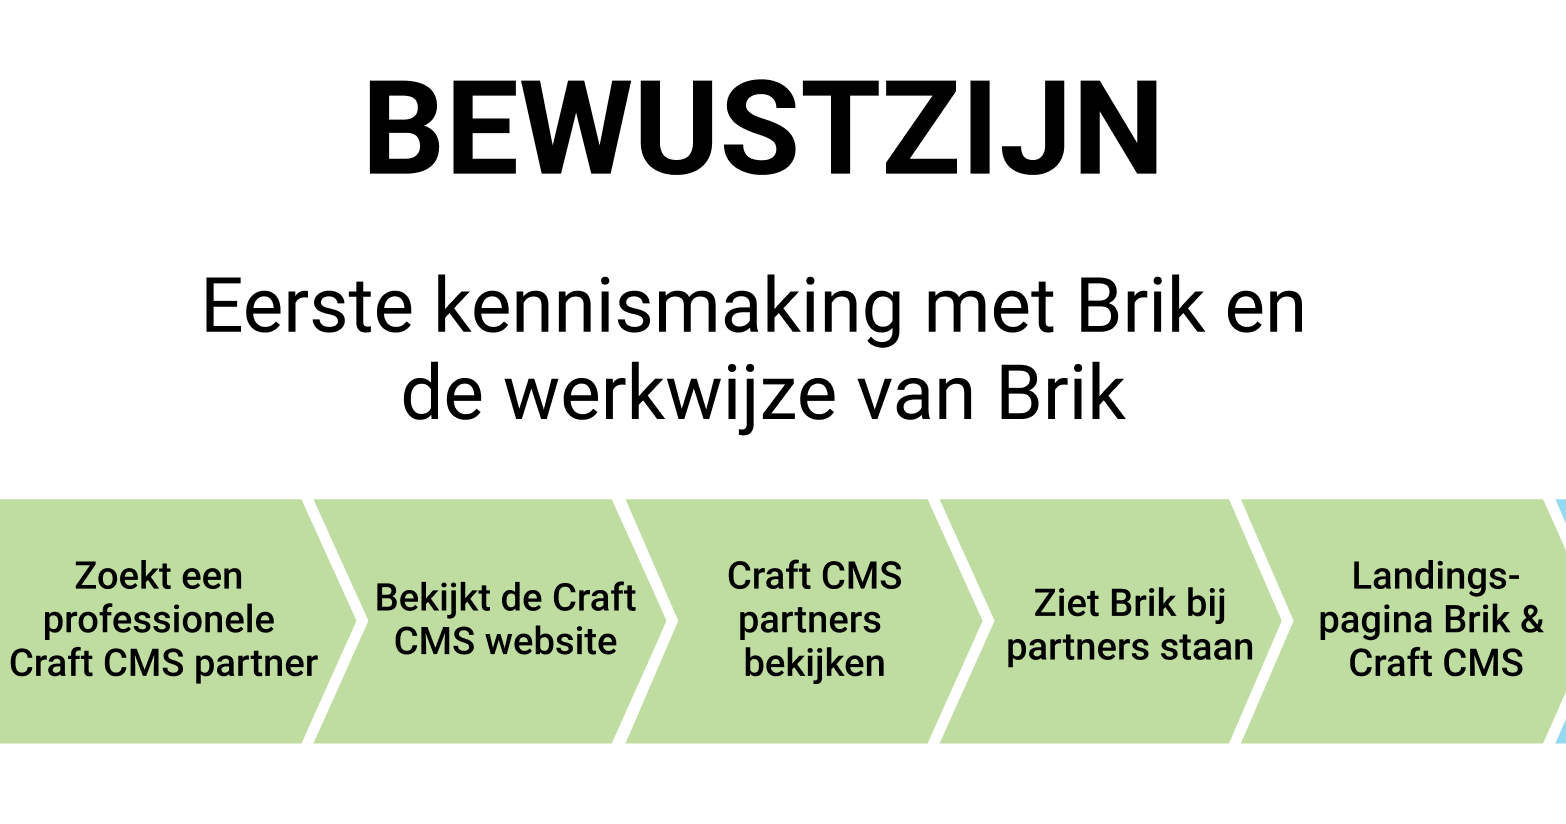 BEWUSTZIJN
Eerste kennismaking met Brik en
de werkwijze van Brik
Zoekt een
professionele
Craft CMS partner
Bekijkt de Craft
CMS website
Craft CMS
partners
bekijken
Ziet Brik bij
partners staan
Landings-
pagina Brik &
Craft CMS